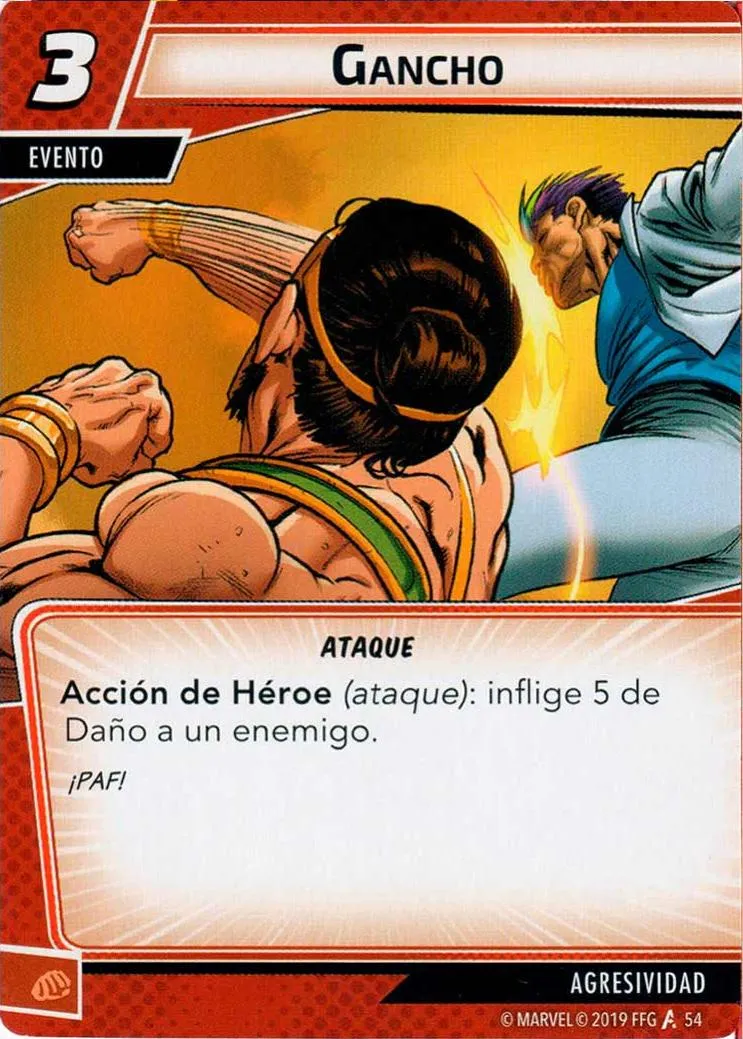 3
GANCHO
EVENTO
ATAQUE
Acción de Héroe (ataque): inflige 5 de
Daño a un enemigo.
¡PAF!
AGRESIVIDAD
© MARVEL © 2019 FFG 54